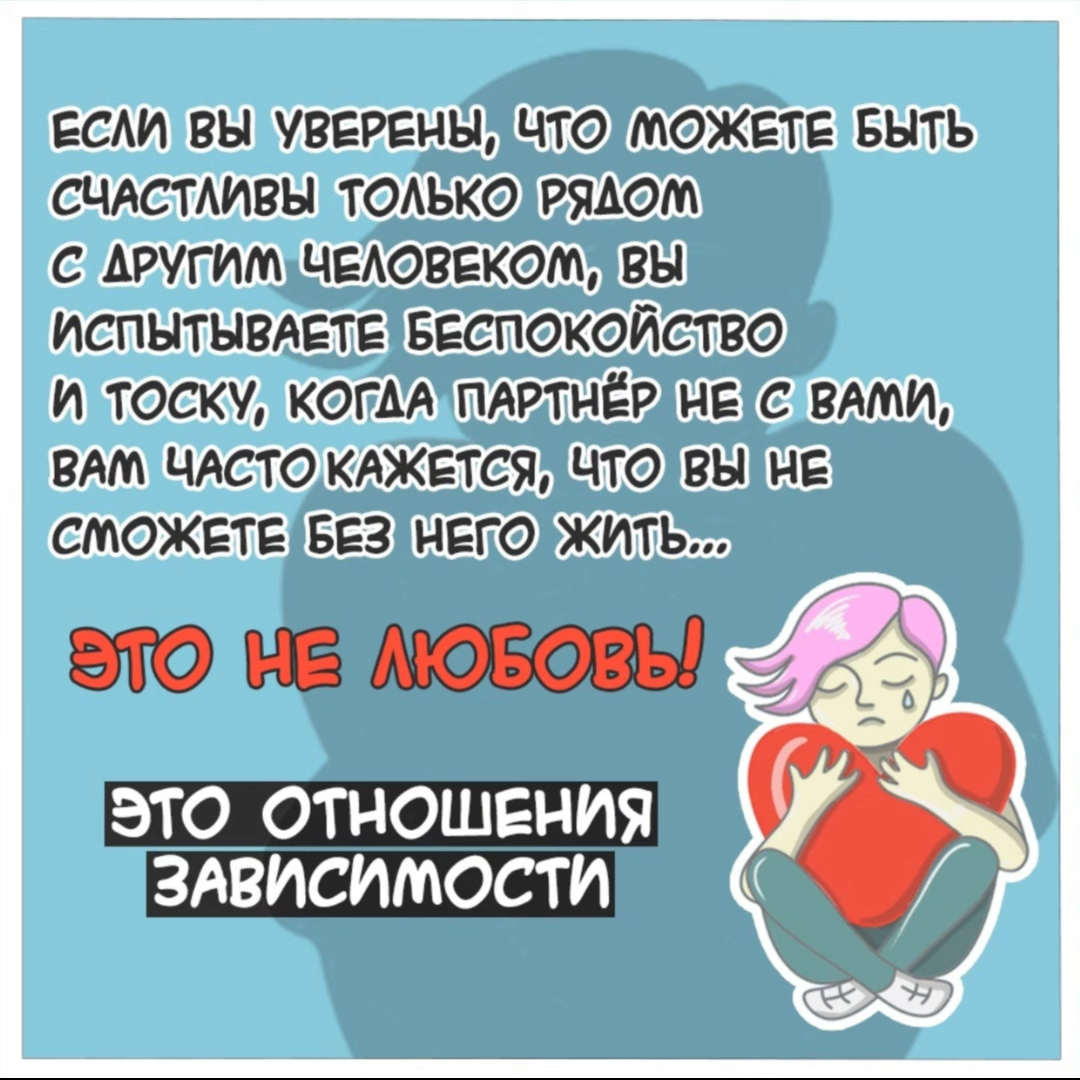 ЕСЛИ ВЫ УВЕРЕНЫ, ЧТО МОЖЕТЕ БЫТЬ
СЧАСТЛИВЫ ТОЛЬКО РЯДОМ
С ДРУГИМ ЧЕЛОВЕКОМ, ВЫ
ИСПЫТЫВАЕТЕ БЕСПОКОЙСТВО
И ТОСКУ, КОГДА ПАРТНЁР НЕ С ВАМИ,
ВАМ ЧАСТО КАЖЕТСЯ, ЧТО ВЫ НЕ
СМОЖЕТЕ БЕЗ НЕГО ЖИТЬ...
ЭТО НЕ ЛЮБОВЬ!
ЭТО ОТНОШЕНИЯ
ЗАВИСИМОСТИ